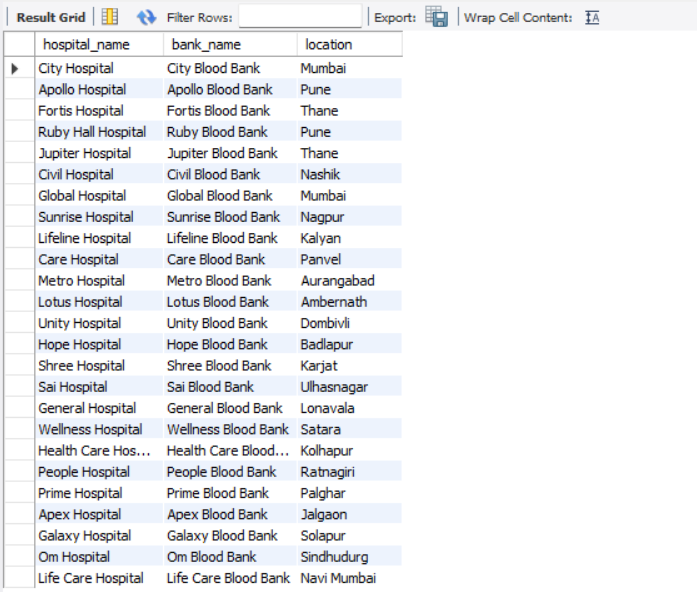 Result Grid Filter Rows: Export: Wrap Cell Content: IA
hospital_name bank_name location
City Hospital City Blood Bank Mumbai
Apollo Hospital Apollo Blood Bank Pune
Fortis Hospital Fortis Blood Bank Thane
Ruby Hall Hospital Ruby Blood Bank Pune
Jupiter Hospital Jupiter Blood Bank Thane
Civil Hospital Civil Blood Bank Nashik
Global Hospital Global Blood Bank Mumbai
Sunrise Hospital Sunrise Blood Bank Nagpur
Lifeline Hospital Lifeline Blood Bank Kalyan
Care Hospital Care Blood Bank Panvel
Metro Hospital Metro Blood Bank Aurangabad
Lotus Hospital Lotus Blood Bank Ambernath
Unity Hospital Unity Blood Bank Dombivli
Hope Hospital Hope Blood Bank Badlapur
Shree Hospital Shree Blood Bank Karjat
Sai Hospital Sai Blood Bank Ulhasnagar
General Hospital General Blood Bank Lonavala
Wellness Hospital Wellness Blood Bank Satara
Health Care Hos... Health Care Blood... Kolhapur
People Hospital People Blood Bank Ratnagiri
Prime Hospital Prime Blood Bank Palghar
Apex Hospital Apex Blood Bank Jalgaon
Galaxy Hospital Galaxy Blood Bank Solapur
Om Hospital Om Blood Bank Sindhudurg
Life Care Hospital Life Care Blood Bank Navi Mumbai